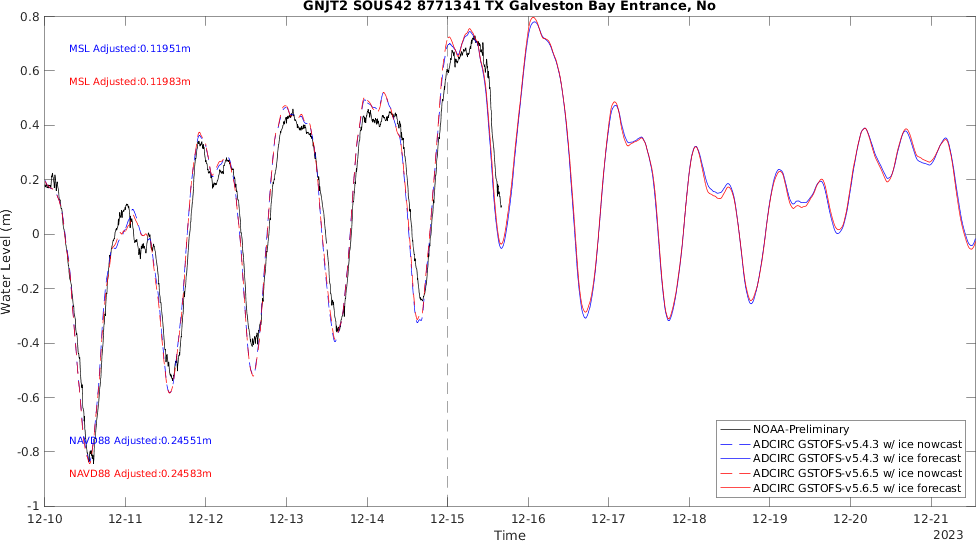 GNJT2 SOUS42 8771341 TX Galveston Bay Entrance, No
MSL Adjusted:0.11951m
MSL Adjusted:0.11983m
NAVD88 Adjusted:0.24551m
NAVD88 Adjusted:0.24583m
Water Level (m)
0.8
0.6
0.4
0.2
0
-0.2
-0.4
-0.6
-0.8
-1
NOAA-Preliminary
ADCIRC GSTOFS-v5.4.3 w/ ice nowcast
ADCIRC GSTOFS-v5.4.3 w/ ice forecast
ADCIRC GSTOFS-v5.6.5 w/ ice nowcast
ADCIRC GSTOFS-v5.6.5 w/ ice forecast
12-10 12-11 12-12 12-13 12-14 12-15 12-16 12-17 12-18 12-19 12-20 12-21
Time
2023